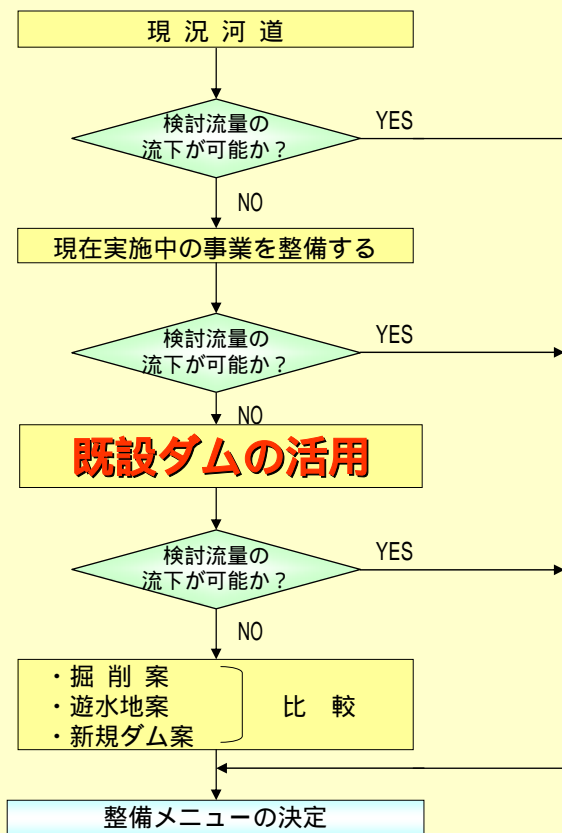 現 況 河 道
検討流量の
流下が可能か？
YES
NO
現在実施中の事業を整備する
検討流量の
流下が可能か？
YES
NO
既設ダムの活用
検討流量の
流下が可能か？
YES
NO
・掘 削 案
・遊水地案
・新規ダム案
比 較
整備メニューの決定